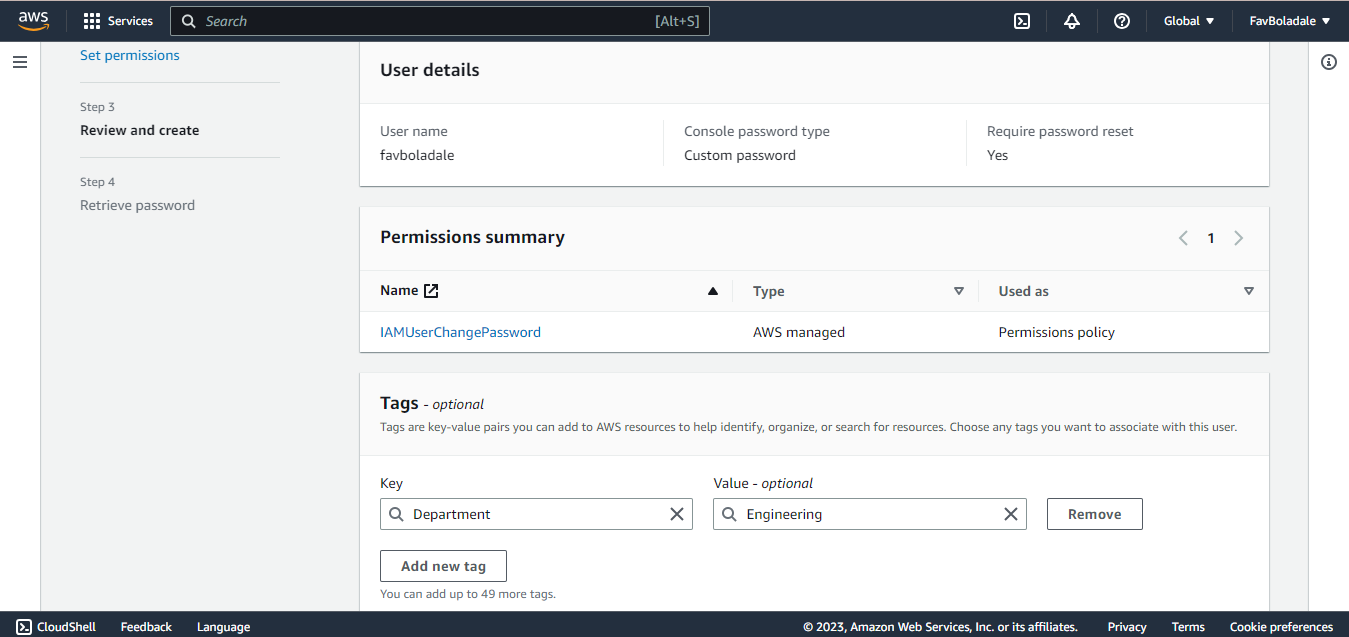 aws
Services
Search
[Alt+S]
Global
FavBoladale
Set permissions
Step 3
Review and create
Step 4
Retrieve password
User details
User name
favboladale
Console password type
Custom password
Require password reset
Yes
Permissions summary
1
Name
Type
Used as
IAMUserChangePassword
AWS managed
Permissions policy
Tags - optional
Tags are key-value pairs you can add to AWS resources to help identify, organize, or search for resources. Choose any tags you want to associate with this user.
Key
Value - optional
Department
Engineering
Remove
Add new tag
You can add up to 49 more tags.
CloudShell
Feedback
Language
© 2023, Amazon Web Services, Inc. or its affiliates.
Privacy
Terms
Cookie preferences